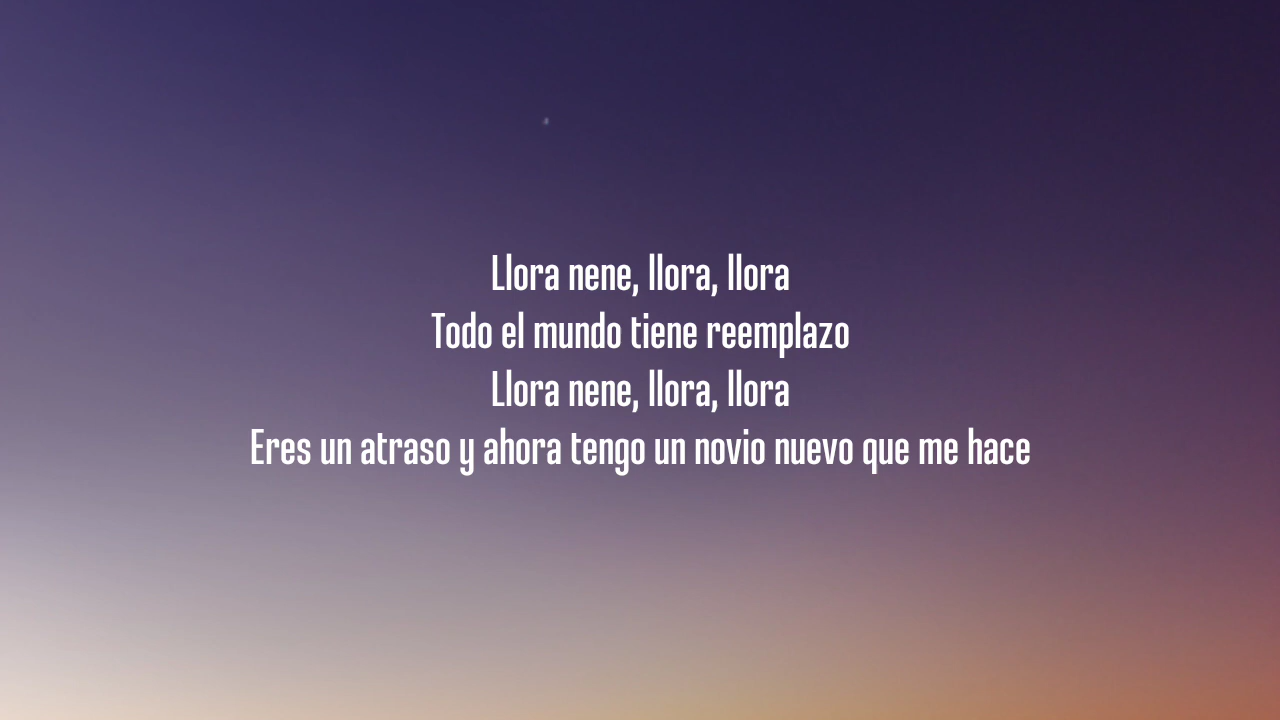 Llora nene, llora, llora
Todo el mundo tiene reemplazo
Llora nene, llora, llora
Eres un atraso y ahora tengo un novio nuevo que me hace